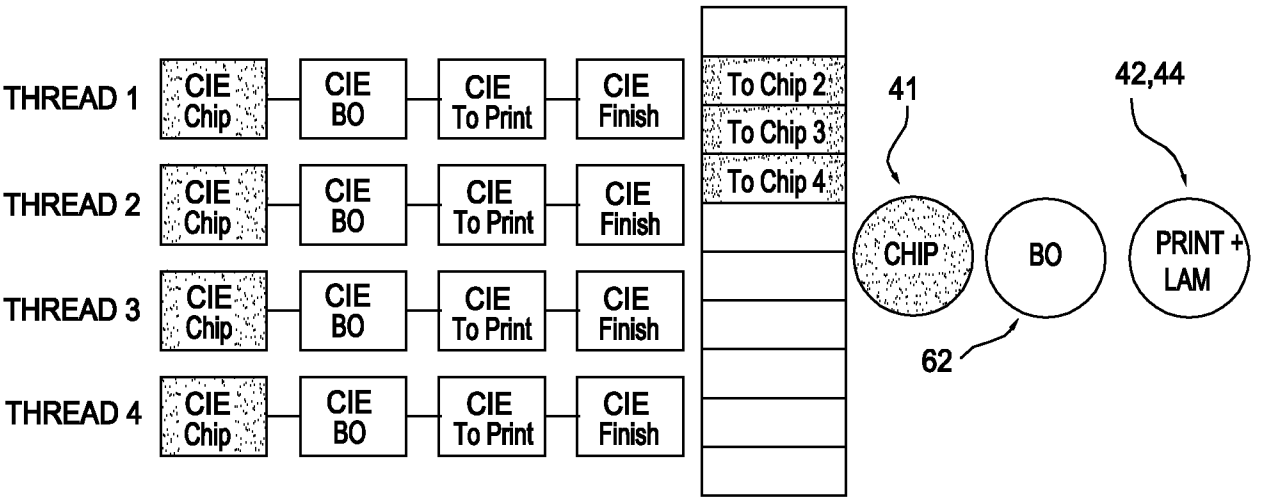 THREAD 1
CIE
Chip
CIE
BO
CIE
To Print
CIE
Finish
THREAD 2
CIE
Chip
CIE
BO
CIE
To Print
CIE
Finish
THREAD 3
CIE
Chip
CIE
BO
CIE
To Print
CIE
Finish
THREAD 4
CIE
Chip
CIE
BO
CIE
To Print
CIE
Finish
To Chip 2
To Chip 3
To Chip 4
41
CHIP
BO
62
42,44
PRINT +
LAM